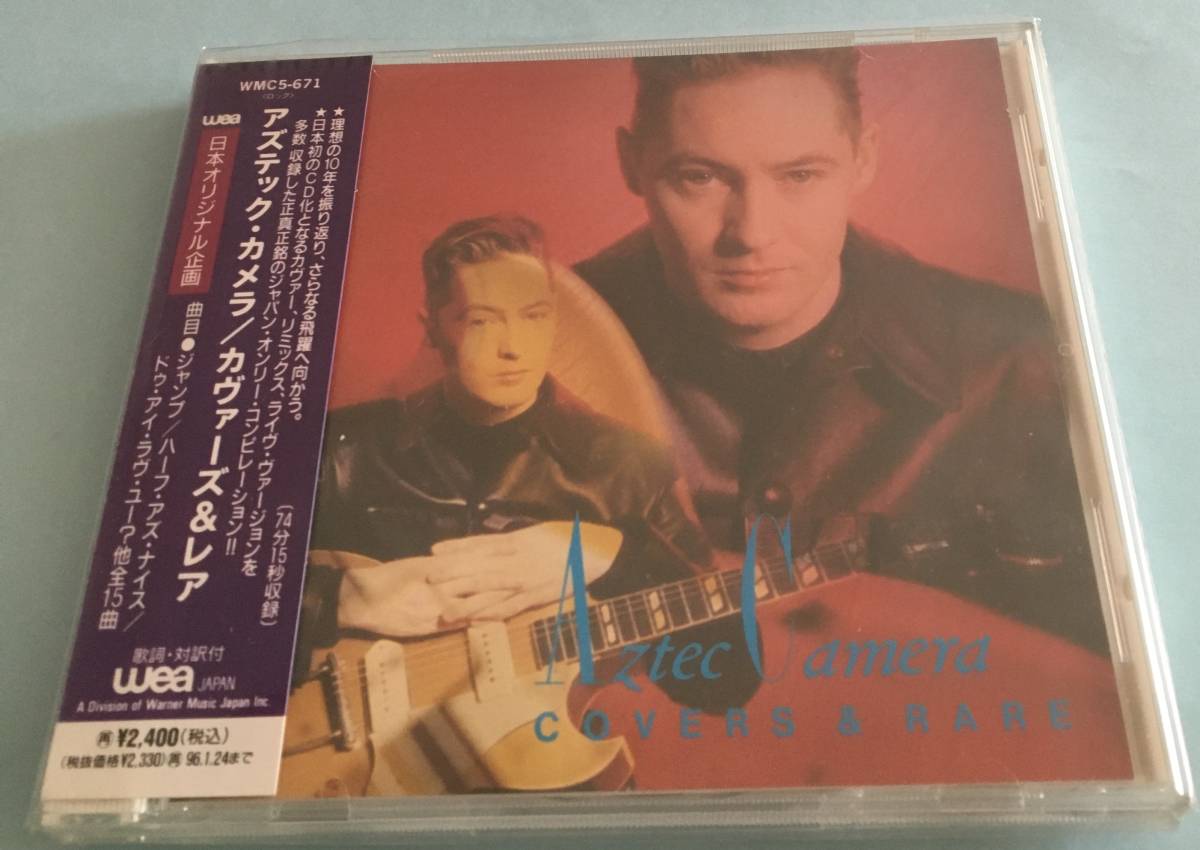 WMC5-671
〈ロック〉
wea
日本オリジナル企画
アズテック・カメラ／カヴァーズ&レア
★理想の10年を振り返り、さらなる飛躍へ向かう。
★日本初のCD化となるカヴァー、リミックス、ライヴ・ヴァージョンを
多数収録した正真正銘のジャパン・オンリー・コンピレーション!!
(74分15秒収録)
曲目●ジャンプ／ハーフ・アズ・ナイス／
ドゥ・アイ・ラヴ・ユー?他全15曲
歌詞・対訳付
wea JAPAN
A Division of Warner Music Japan Inc.
㊢¥2,400(税込)
(税抜価格¥2,330)㊢96.1.24まで
Aztec Camera
COVERS & RARE